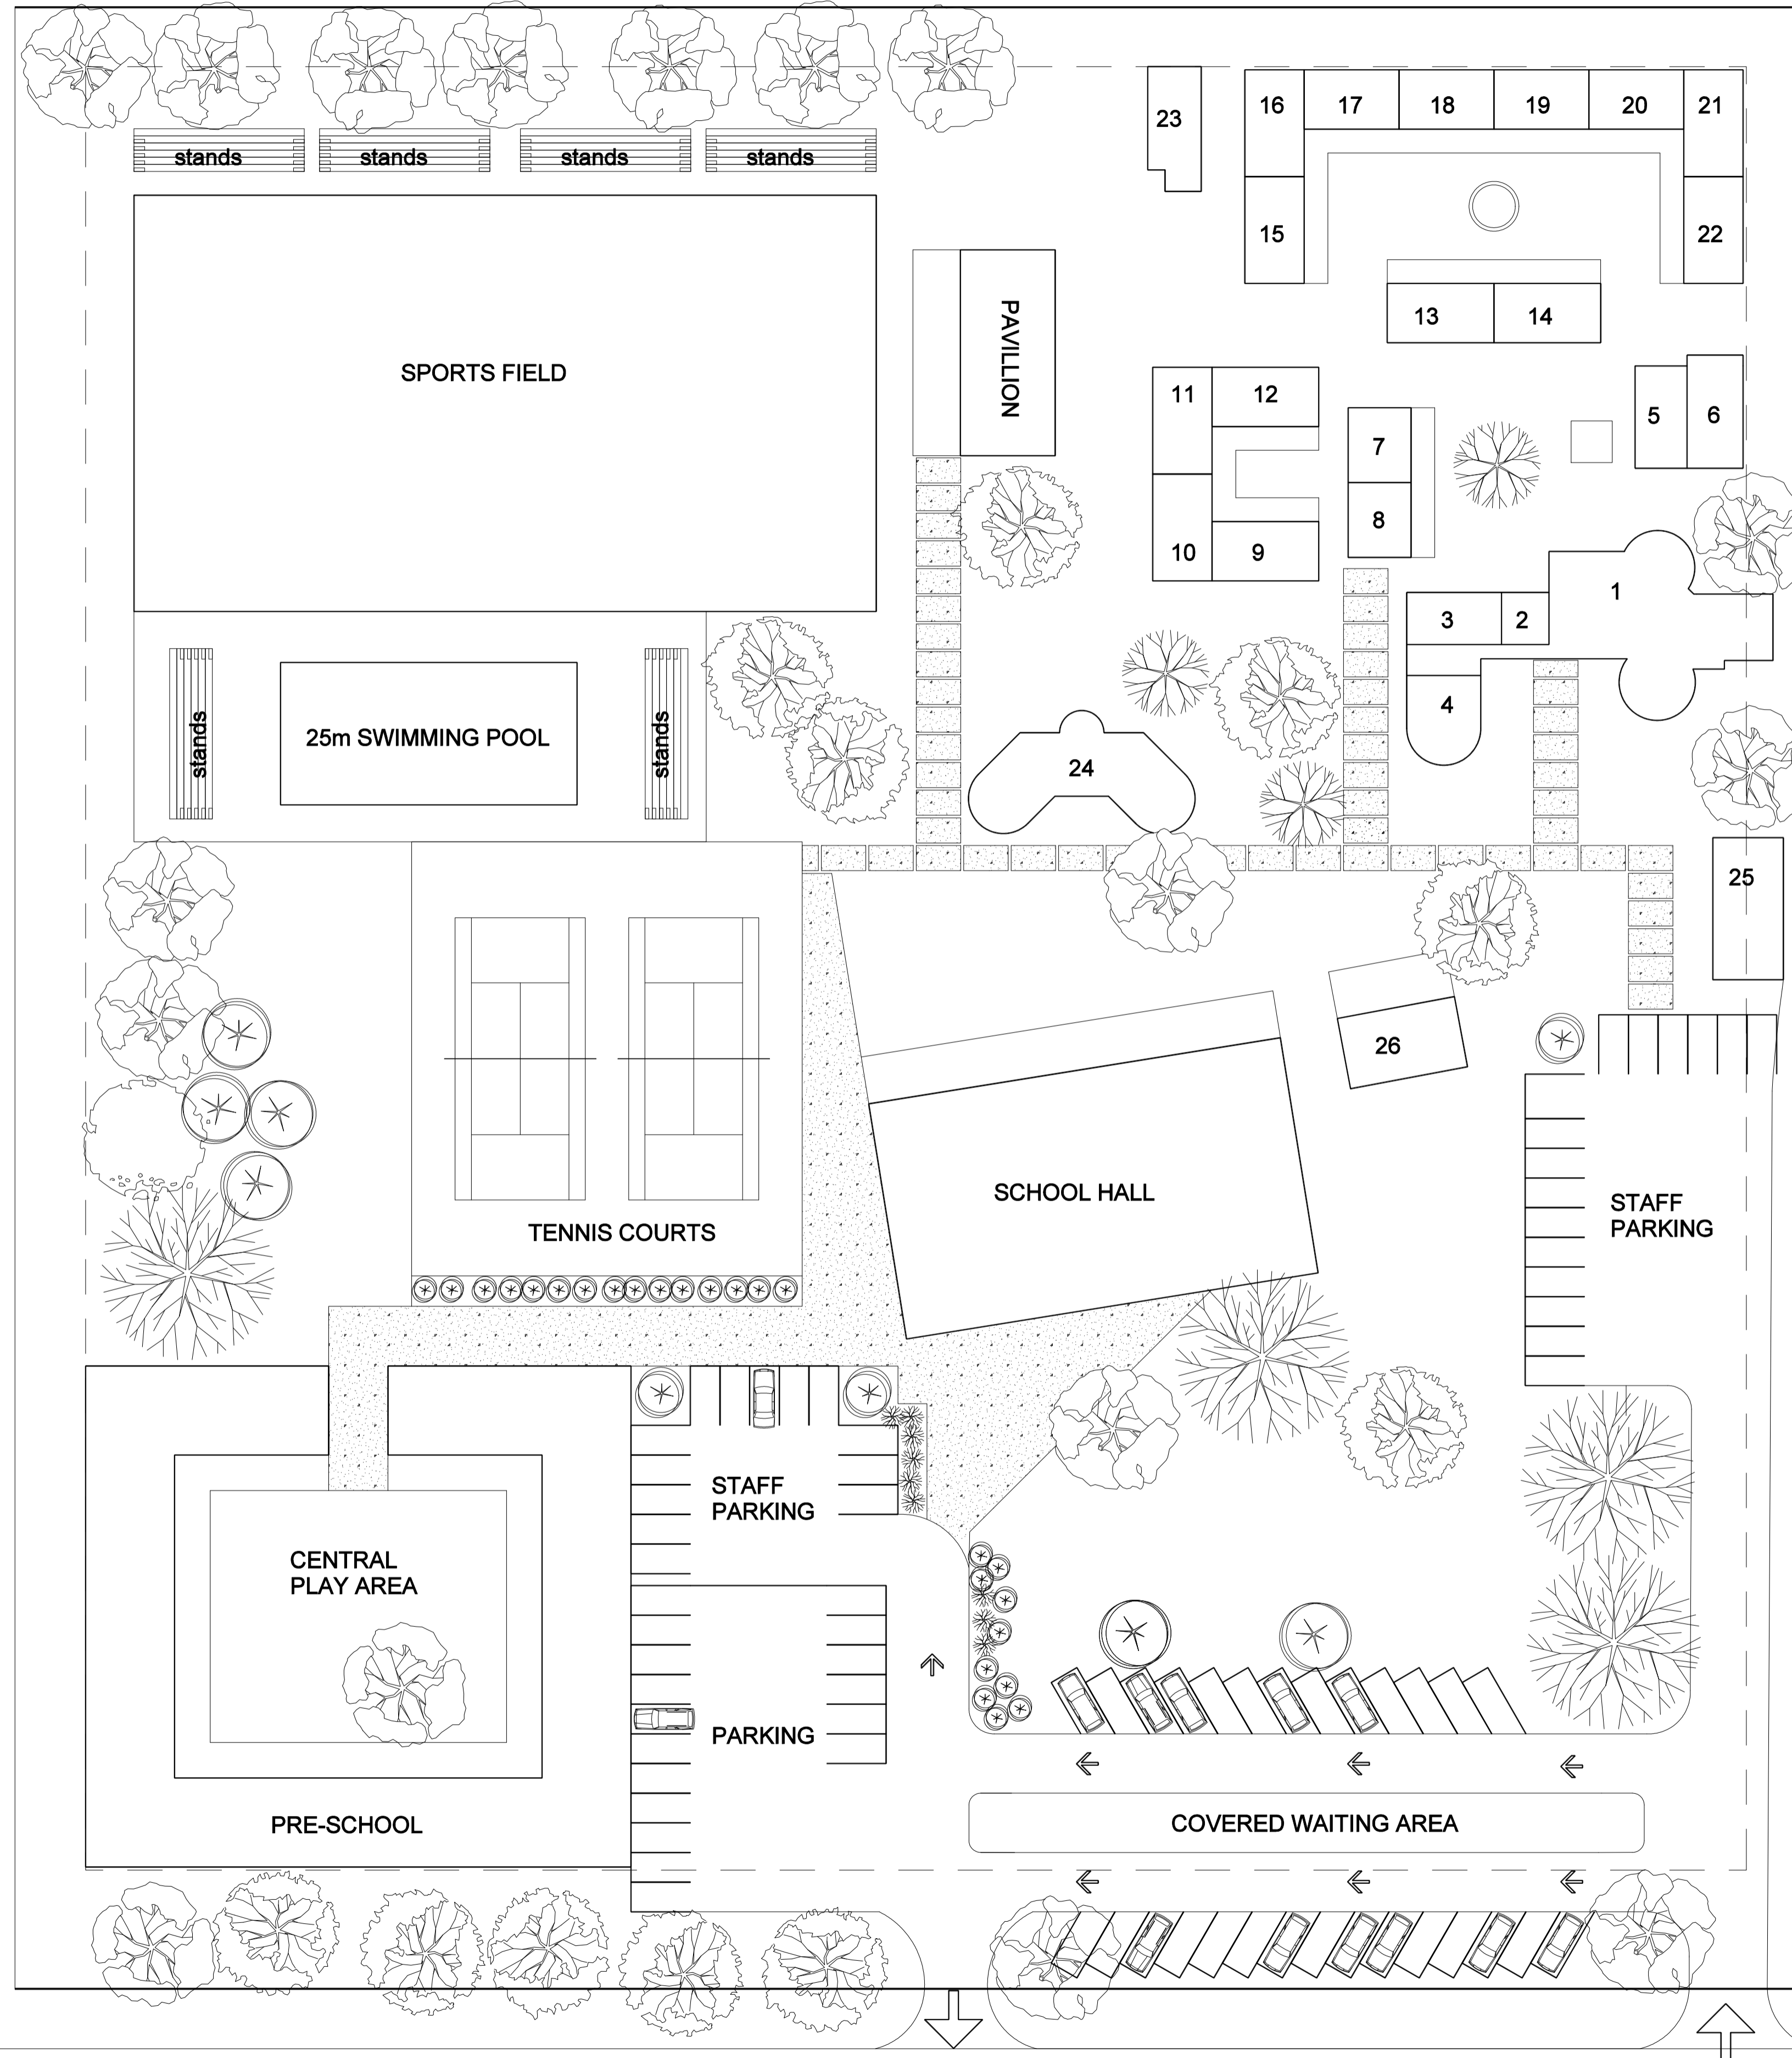 23
16
17
18
19
20
21
stands
stands
stands
stands
15
22
13
14
PAVILLION
SPORTS FIELD
11
12
5
6
7
8
10
9
1
3
2
4
stands
25m SWIMMING POOL
stands
24
25
26
SCHOOL HALL
STAFF
PARKING
TENNIS COURTS
STAFF
PARKING
CENTRAL
PLAY AREA
PARKING
PRE-SCHOOL
COVERED WAITING AREA